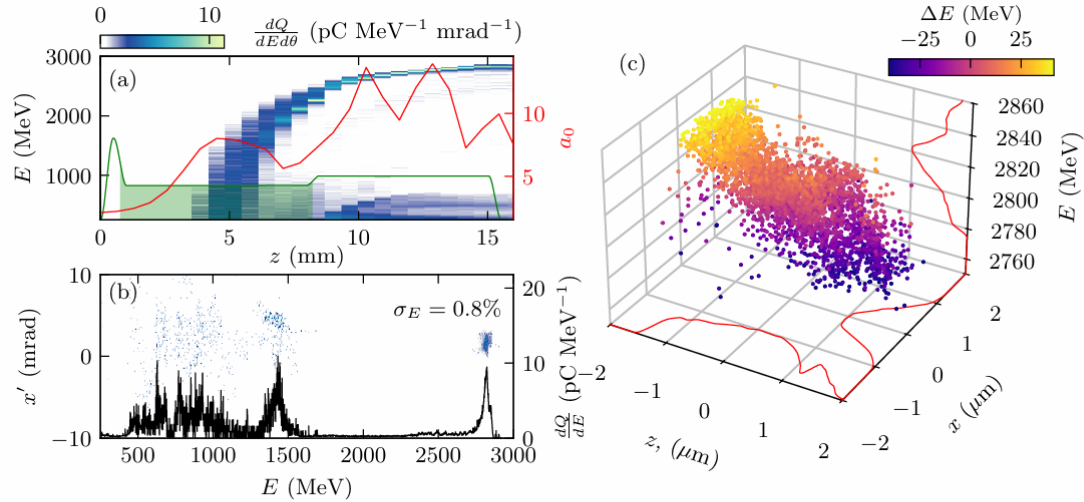 0 10 dQ/dEdθ (pC MeV⁻¹ mrad⁻¹)
(a)
3000
2000
1000
E (MeV)
10
5
a₀
0 5 10 15
z (mm)
(b)
10
0
−10
x′ (mrad)
σ_E = 0.8%
20
10
0
dQ/dE (pC MeV⁻¹)
500 1000 1500 2000 2500 3000
E (MeV)
(c)
ΔE (MeV)
−25 0 25
2860
2840
2820
2800
2780
2760
E (MeV)
2
1
0
−1
−2
x (μm)
−2
−1
0
1
2
z, (μm)